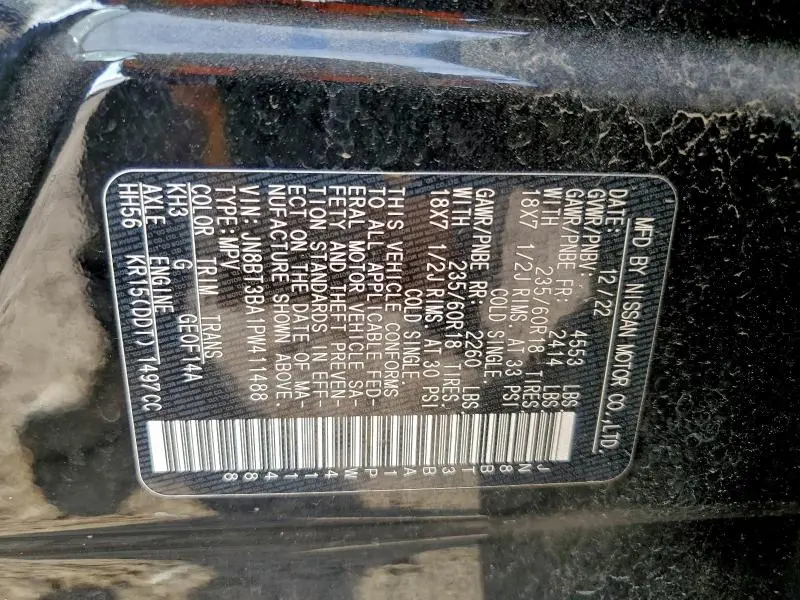 MFD BY NISSAN MOTOR CO.,LTD.
DATE: 12/22
GVWR/PNBV: 4553 LBS
GAWR/PNBE FR: 2414 LBS
WITH 235/60R18 TIRES
18X7 1/2J RIMS, AT 33 PSI
COLD SINGLE.
GAWR/PNBE RR: 2260 LBS
WITH 235/60R18 TIRES.
18X7 1/2J RIMS. AT 30 PSI
COLD SINGLE.
THIS VEHICLE CONFORMS
TO ALL APPLICABLE FED-
ERAL MOTOR VEHICLE SA-
FETY AND THEFT PREVEN-
TION STANDARDS IN EFF-
ECT ON THE DATE OF MA-
NUFACTURE SHOWN ABOVE.
VIN: JN8BT3BA1PW411488
TYPE: MPV
COLOR TRIM TRANS
KH3 G GEOF14A
AXLE ENGINE
HH56 KR15(DDT) 1497CC
JN8BT3BA1PW411488